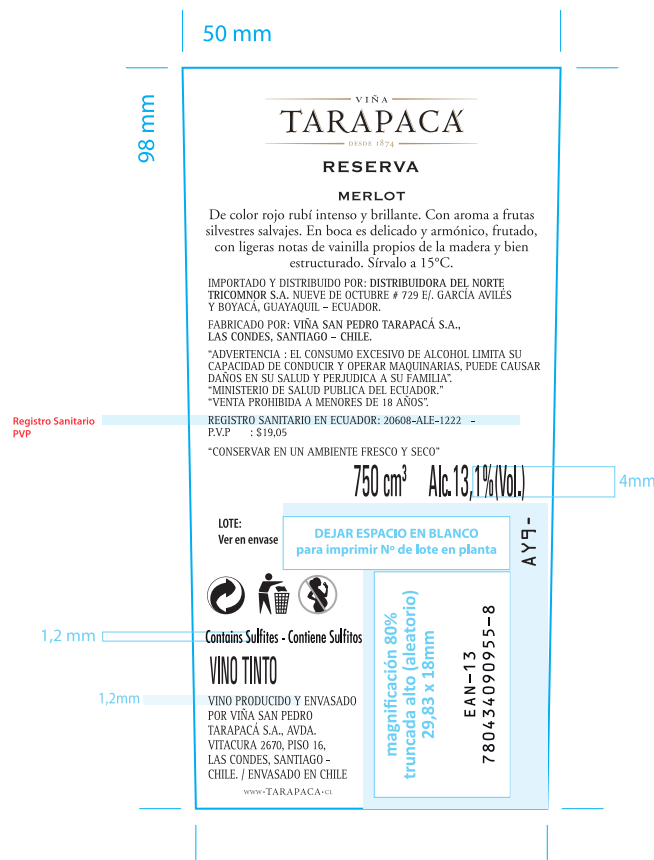 50 mm
98 mm
VIÑA
TARAPACÁ
DESDE 1874
RESERVA
MERLOT
De color rojo rubí intenso y brillante. Con aroma a frutas
silvestres salvajes. En boca es delicado y armónico, frutado,
con ligeras notas de vainilla propios de la madera y bien
estructurado. Sírvalo a 15°C.
IMPORTADO Y DISTRIBUIDO POR: DISTRIBUIDORA DEL NORTE
TRICOMNOR S.A. NUEVE DE OCTUBRE # 729 E/. GARCÍA AVILÉS
Y BOYACÁ, GUAYAQUIL – ECUADOR.
FABRICADO POR: VIÑA SAN PEDRO TARAPACÁ S.A.,
LAS CONDES, SANTIAGO – CHILE.
“ADVERTENCIA : EL CONSUMO EXCESIVO DE ALCOHOL LIMITA SU
CAPACIDAD DE CONDUCIR Y OPERAR MAQUINARIAS, PUEDE CAUSAR
DAÑOS EN SU SALUD Y PERJUDICA A SU FAMILIA”.
“MINISTERIO DE SALUD PUBLICA DEL ECUADOR.”
“VENTA PROHIBIDA A MENORES DE 18 AÑOS”.
Registro Sanitario
PVP
REGISTRO SANITARIO EN ECUADOR: 20608-ALE-1222 -
P.V.P : $19,05
“CONSERVAR EN UN AMBIENTE FRESCO Y SECO”
750 cm³ Alc.13,1%(Vol.)
4mm
LOTE:
Ver en envase
DEJAR ESPACIO EN BLANCO
para imprimir Nº de lote en planta
AY9-
1,2 mm
Contains Sulfites - Contiene Sulfitos
VINO TINTO
1,2mm
VINO PRODUCIDO Y ENVASADO
POR VIÑA SAN PEDRO
TARAPACÁ S.A., AVDA.
VITACURA 2670, PISO 16,
LAS CONDES, SANTIAGO –
CHILE. / ENVASADO EN CHILE
WWW•TARAPACA•CL
magnificación 80%
truncada alto (aleatorio)
29,83 x 18mm
EAN-13
780434090955-8